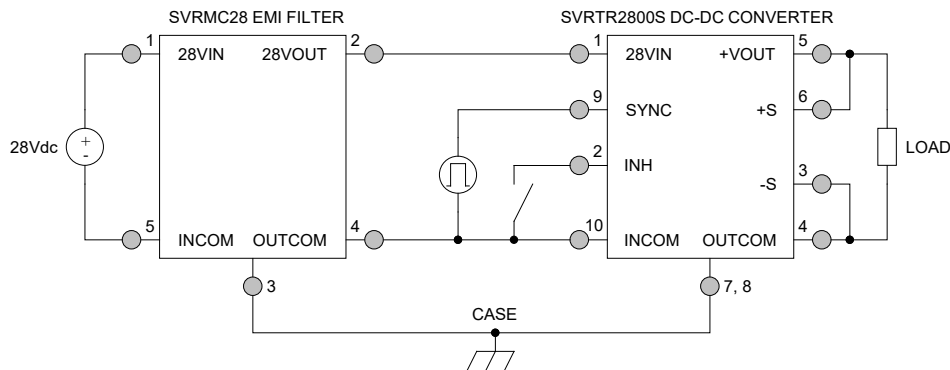 SVRMC28 EMI FILTER
SVRTR2800S DC-DC CONVERTER
1 28VIN 28VOUT 2
1 28VIN +VOUT 5
9 SYNC +S 6
28Vdc + -
2 INH
LOAD
-S 3
5 INCOM OUTCOM 4
10 INCOM OUTCOM 4
3
7, 8
CASE